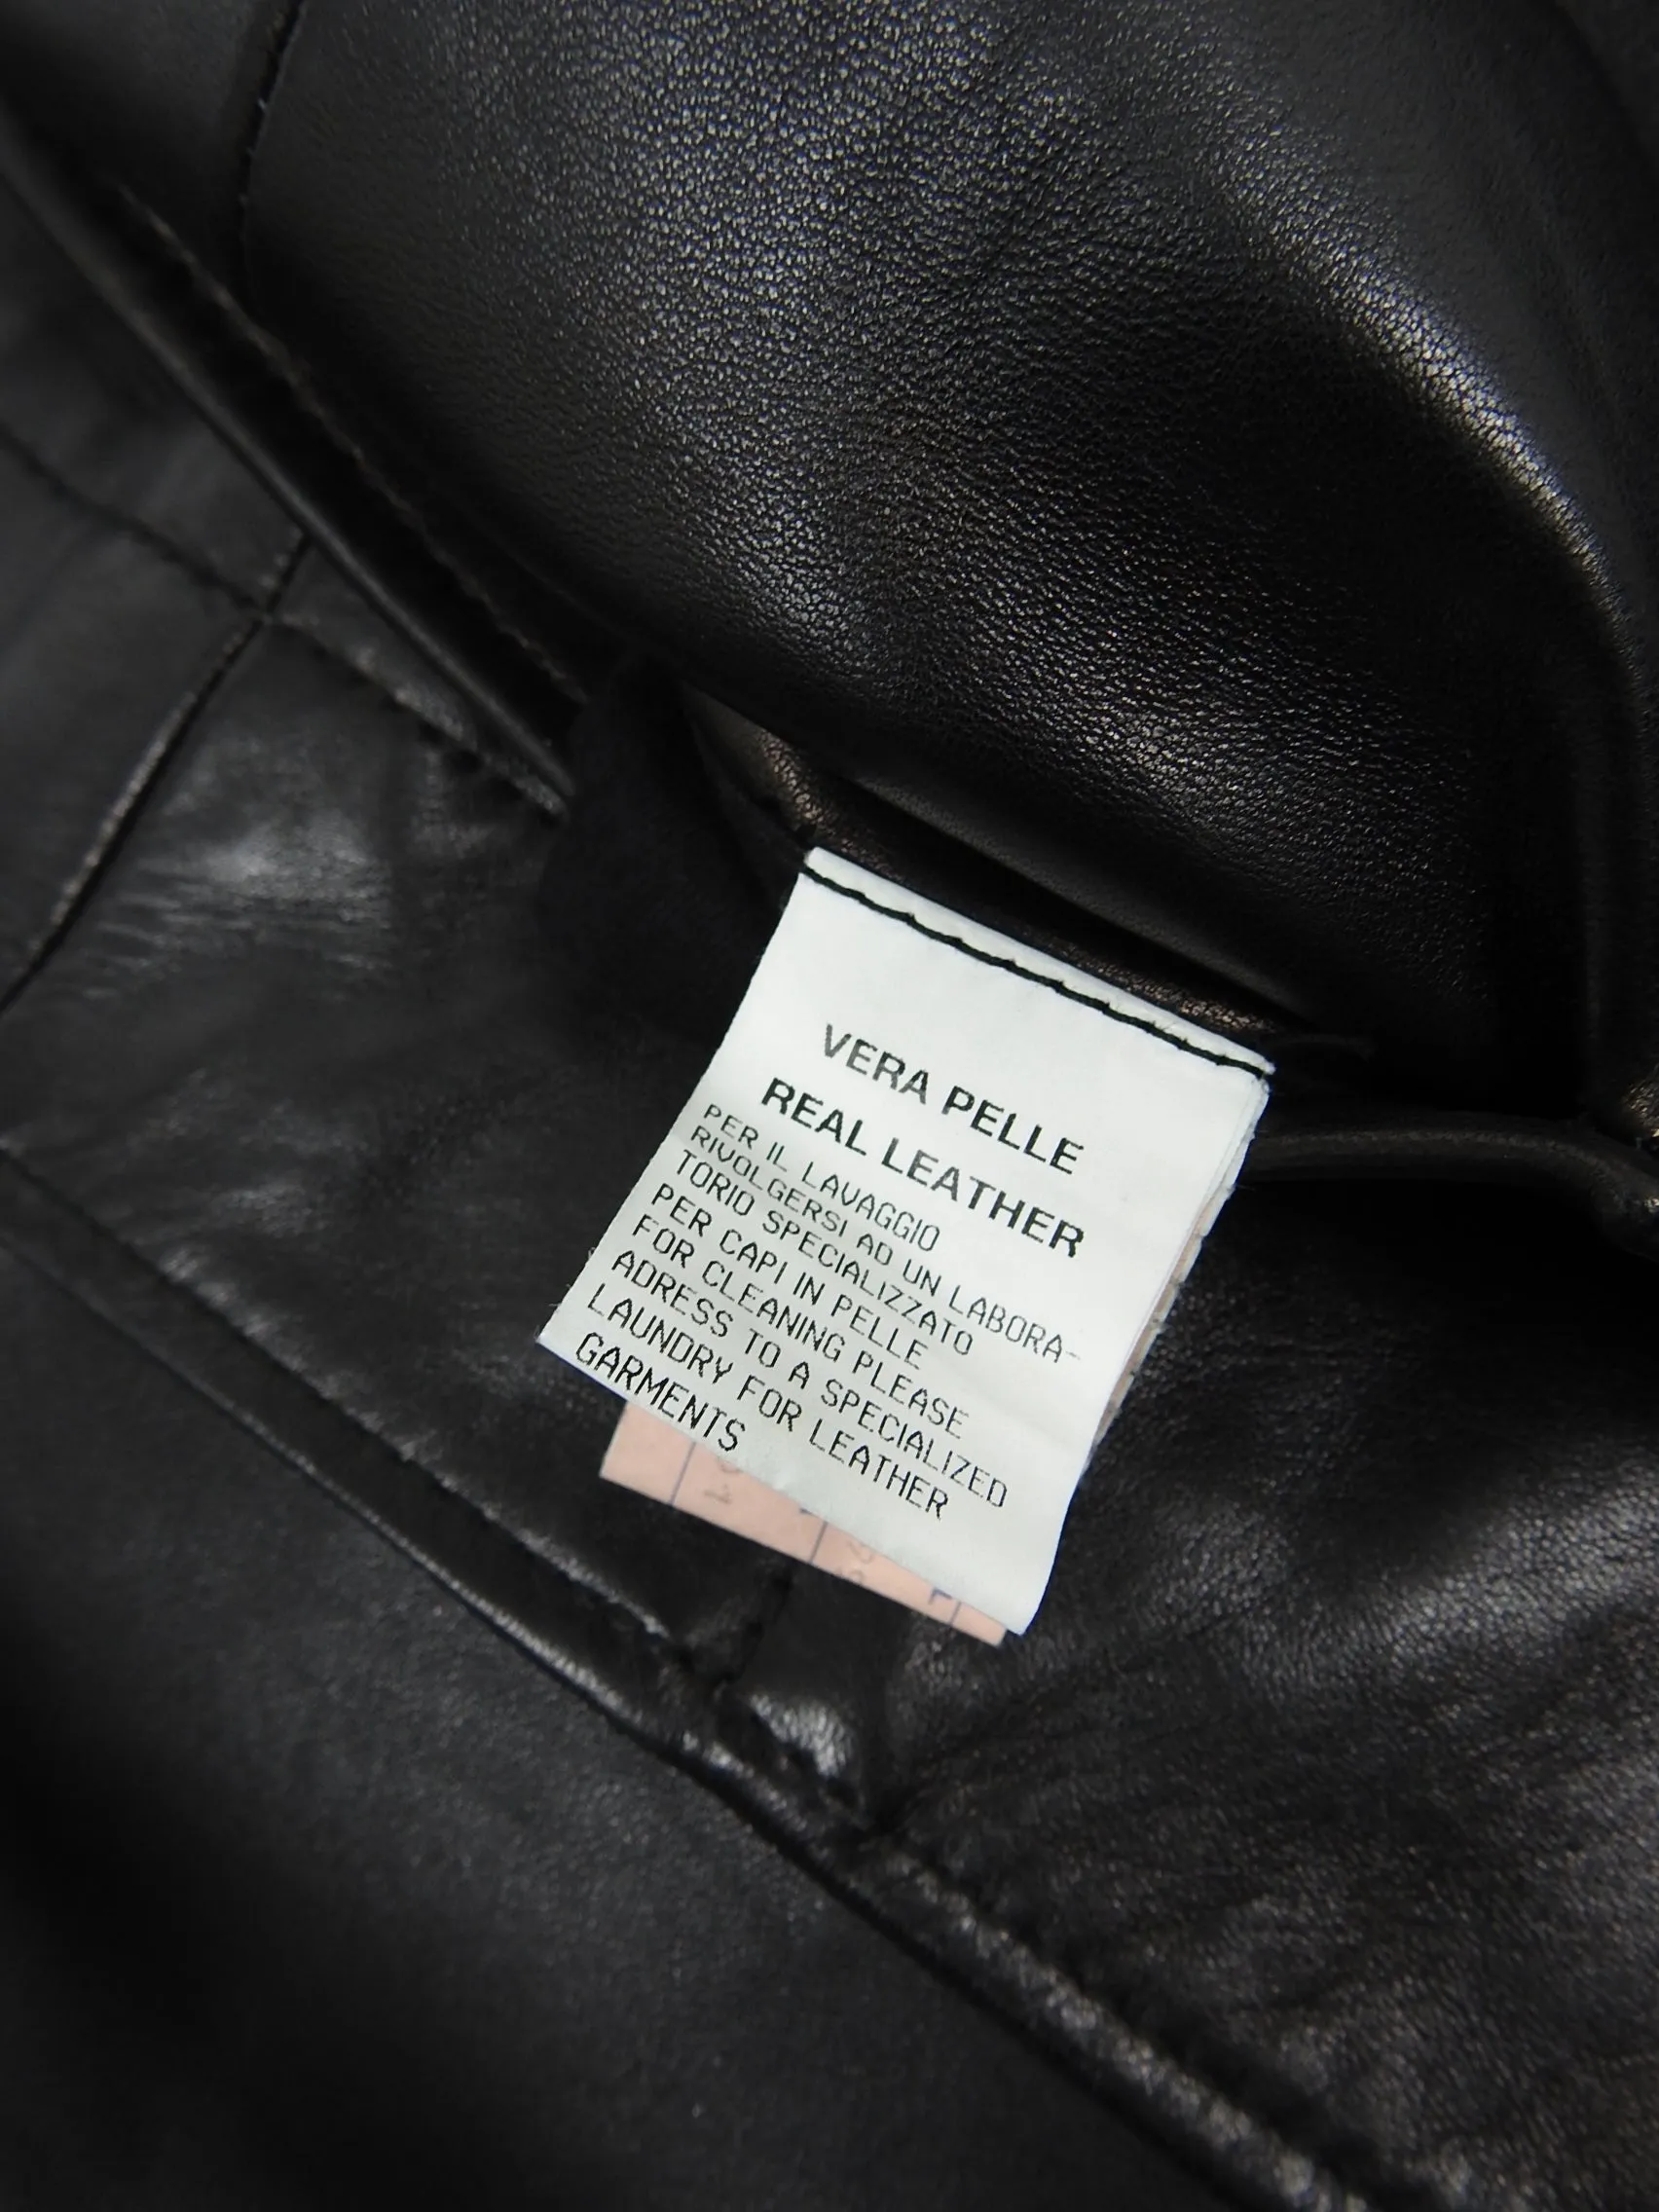 VERA PELLE
REAL LEATHER
PER IL LAVAGGIO
RIVOLGERSI AD UN LABORA-
TORIO SPECIALIZZATO
PER CAPI IN PELLE
FOR CLEANING PLEASE
ADRESS TO A SPECIALIZED
LAUNDRY FOR LEATHER
GARMENTS